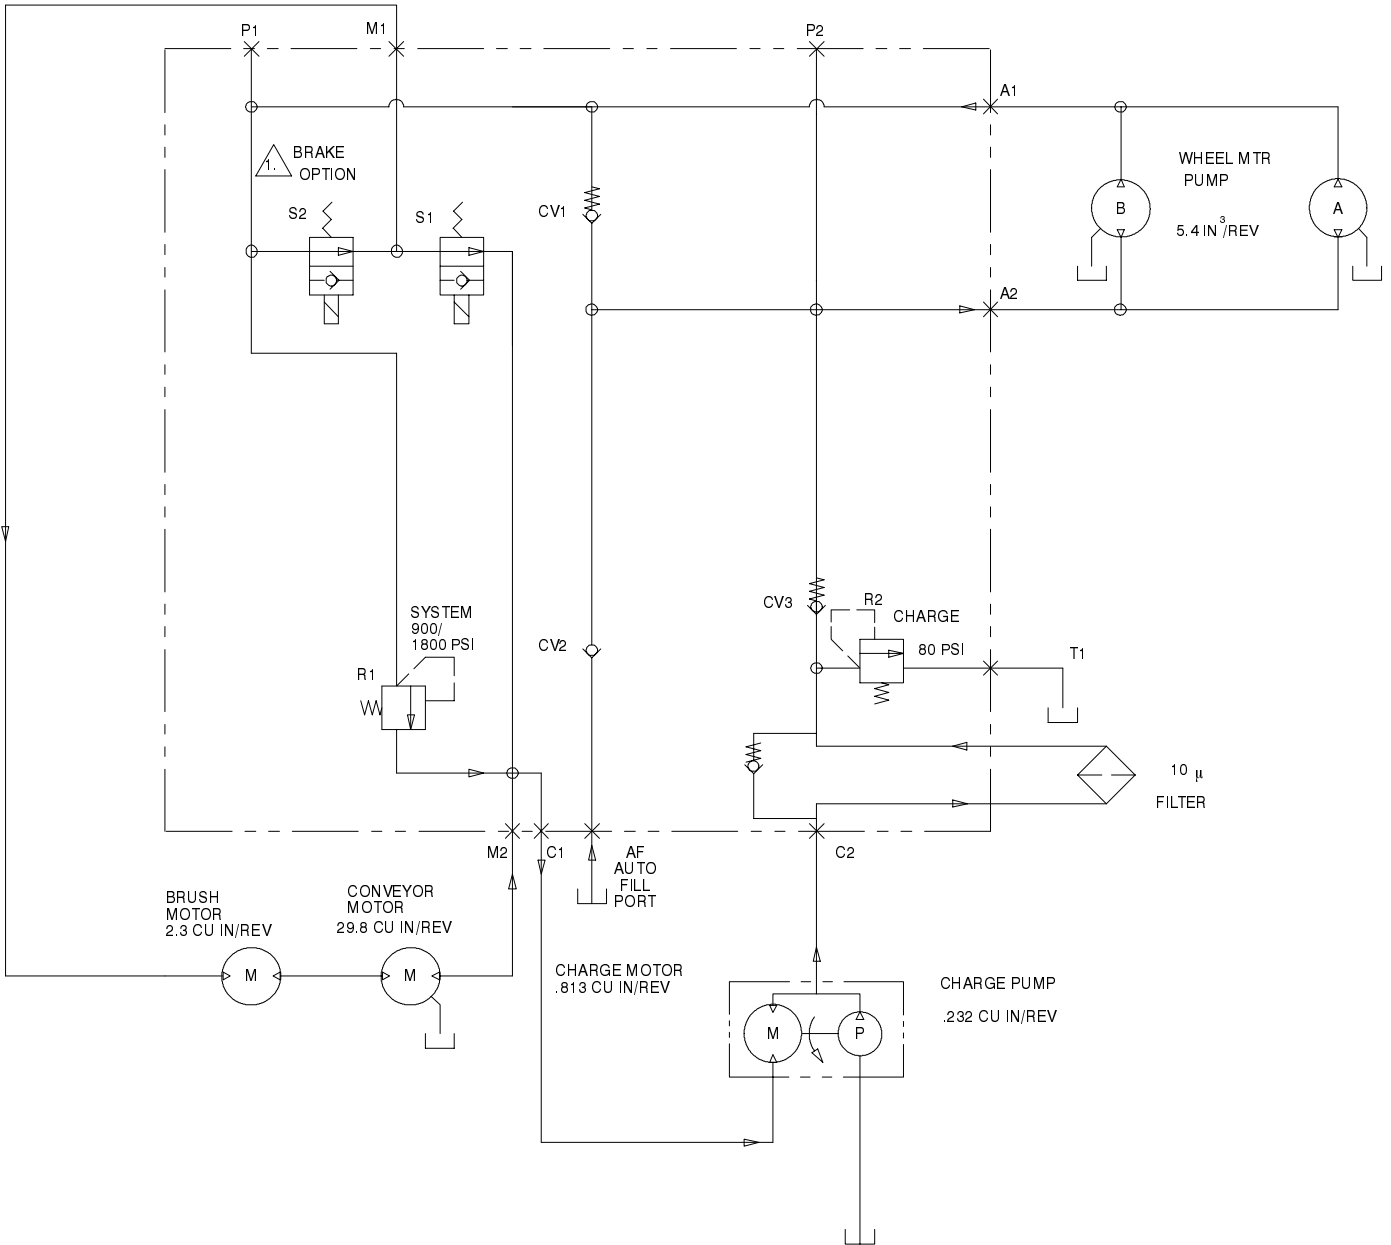 P1
M1
P2
A1
1.
BRAKE
OPTION
WHEEL MTR
PUMP
S2
S1
CV1
B
A
5.4 IN³/REV
A2
SYSTEM
900/
1800 PSI
CV3
R2
CHARGE
80 PSI
CV2
T1
R1
10 µ
FILTER
M2
C1
AF
AUTO
FILL
PORT
C2
BRUSH
MOTOR
2.3 CU IN/REV
CONVEYOR
MOTOR
29.8 CU IN/REV
M
M
CHARGE MOTOR
.813 CU IN/REV
CHARGE PUMP
.232 CU IN/REV
M
P